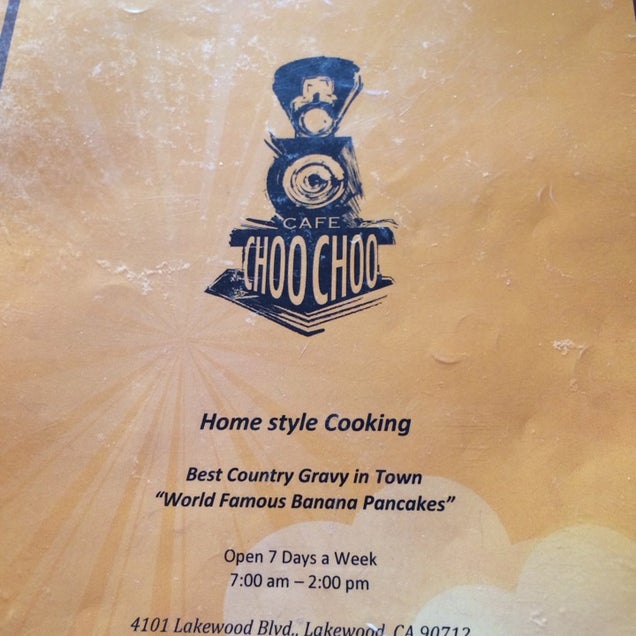 CAFE
CHOO CHOO
Home style Cooking
Best Country Gravy in Town
“World Famous Banana Pancakes”
Open 7 Days a Week
7:00 am – 2:00 pm
4101 Lakewood Blvd., Lakewood, CA 90712